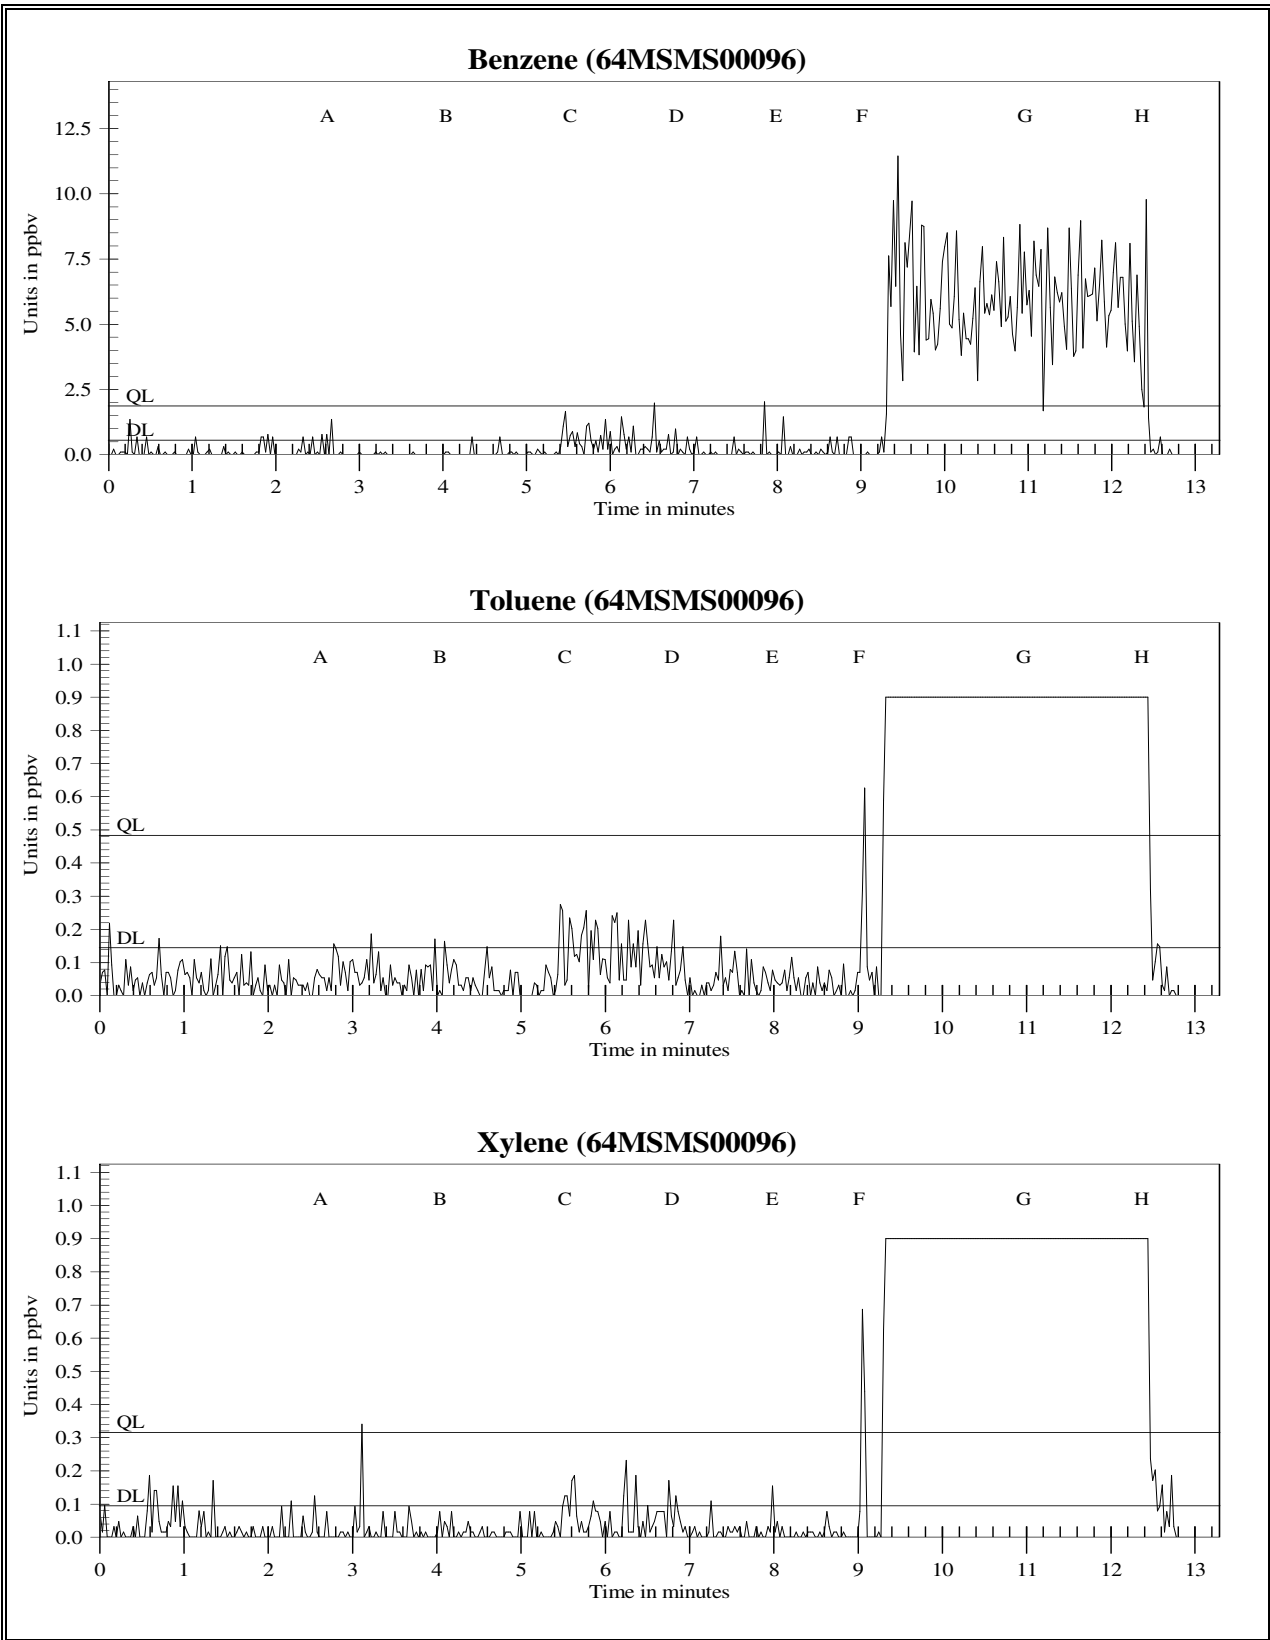 Benzene (64MSMS00096)
A B C D E F G H
12.5
10.0
7.5
5.0
2.5
0.0
Units in ppbv
QL
DL
0 1 2 3 4 5 6 7 8 9 10 11 12 13
Time in minutes
Toluene (64MSMS00096)
A B C D E F G H
1.1
1.0
0.9
0.8
0.7
0.6
0.5
0.4
0.3
0.2
0.1
0.0
Units in ppbv
QL
DL
0 1 2 3 4 5 6 7 8 9 10 11 12 13
Time in minutes
Xylene (64MSMS00096)
A B C D E F G H
1.1
1.0
0.9
0.8
0.7
0.6
0.5
0.4
0.3
0.2
0.1
0.0
Units in ppbv
QL
DL
0 1 2 3 4 5 6 7 8 9 10 11 12 13
Time in minutes